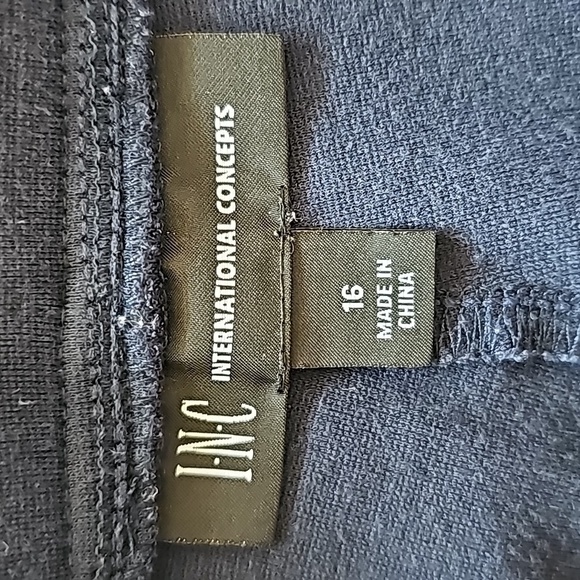 I·N·C INTERNATIONAL CONCEPTS
16
MADE IN
CHINA